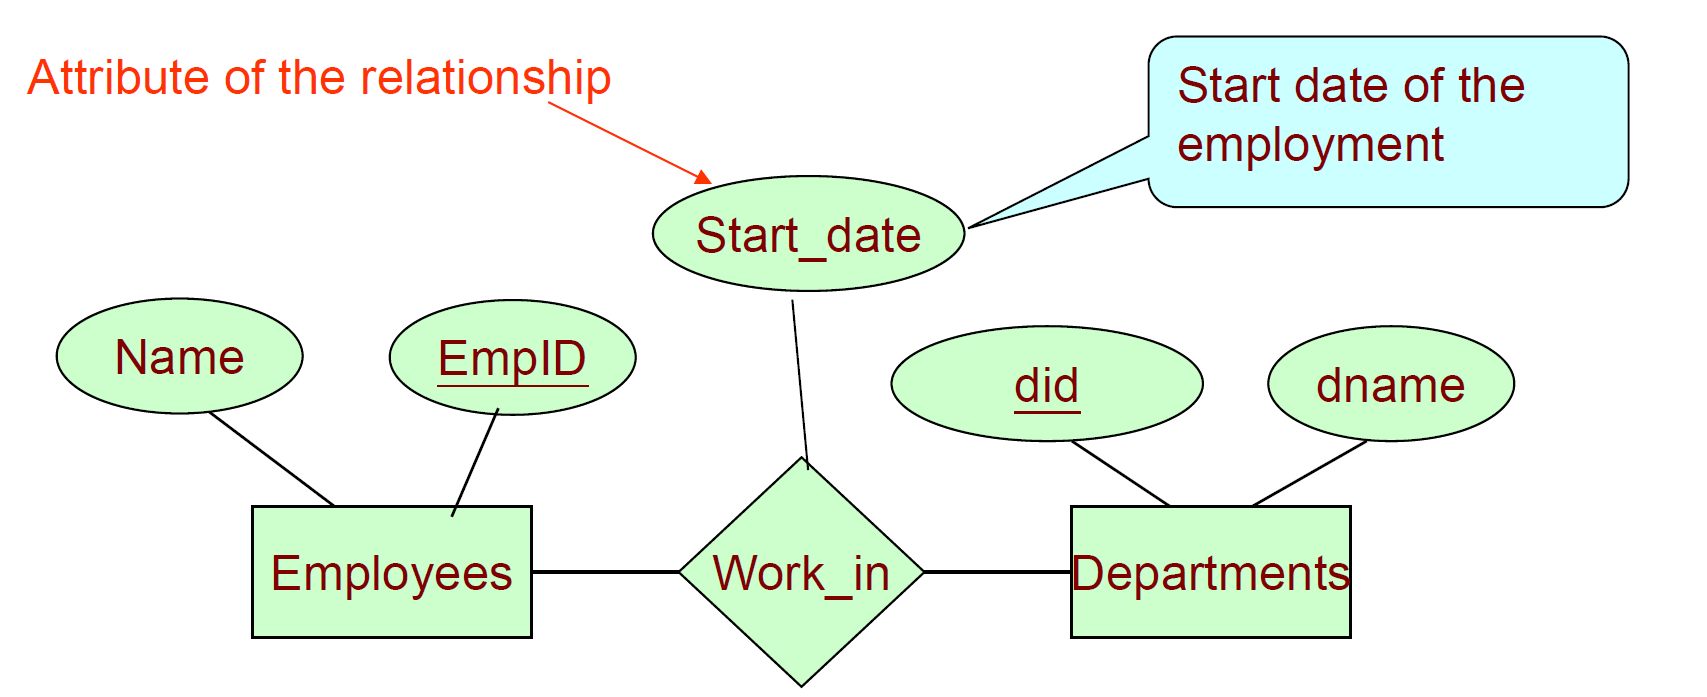 Attribute of the relationship
Start date of the
employment
Start_date
Name
EmpID
did
dname
Employees
Work_in
Departments